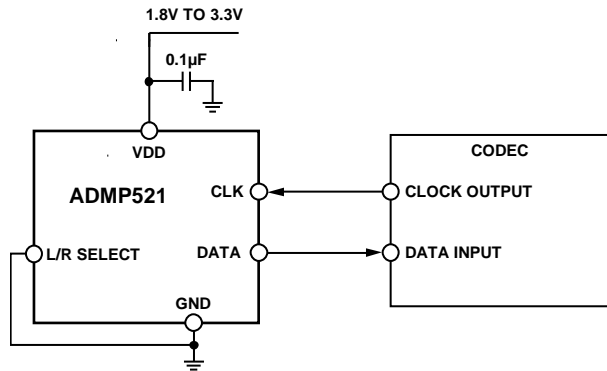 1.8V TO 3.3V
0.1µF
VDD
CODEC
ADMP521
CLK
CLOCK OUTPUT
L/R SELECT
DATA
DATA INPUT
GND